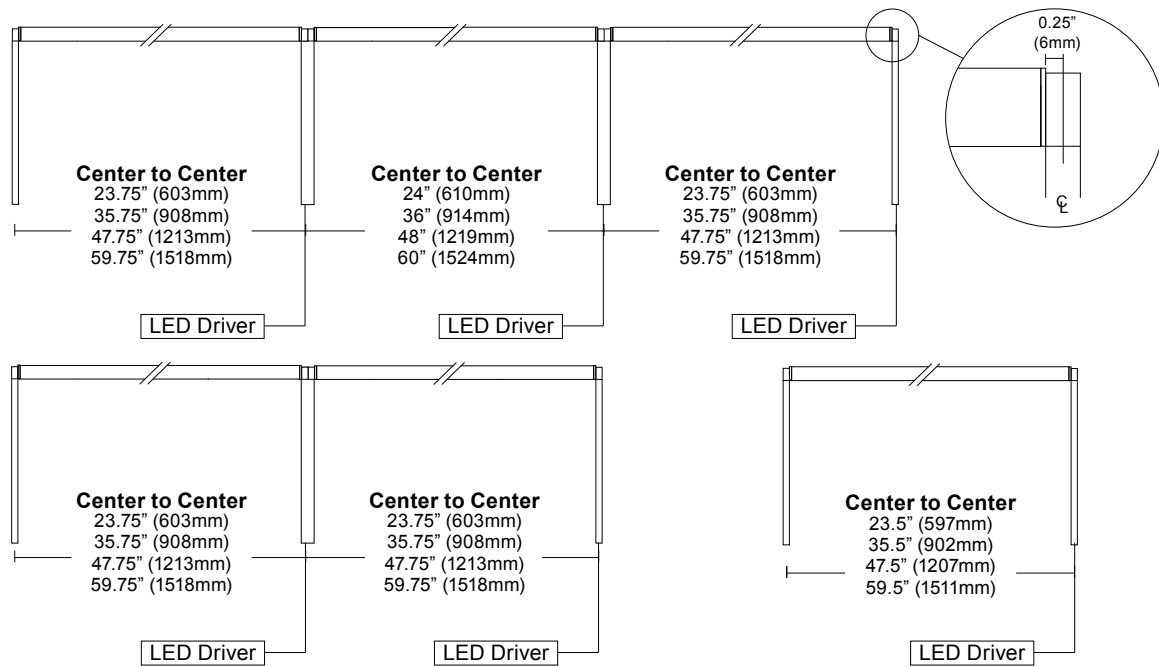 0.25”
(6mm)
℄
Center to Center
23.75” (603mm)
35.75” (908mm)
47.75” (1213mm)
59.75” (1518mm)
Center to Center
24” (610mm)
36” (914mm)
48” (1219mm)
60” (1524mm)
Center to Center
23.75” (603mm)
35.75” (908mm)
47.75” (1213mm)
59.75” (1518mm)
LED Driver
LED Driver
LED Driver
Center to Center
23.75” (603mm)
35.75” (908mm)
47.75” (1213mm)
59.75” (1518mm)
Center to Center
23.75” (603mm)
35.75” (908mm)
47.75” (1213mm)
59.75” (1518mm)
Center to Center
23.5” (597mm)
35.5” (902mm)
47.5” (1207mm)
59.5” (1511mm)
LED Driver
LED Driver
LED Driver